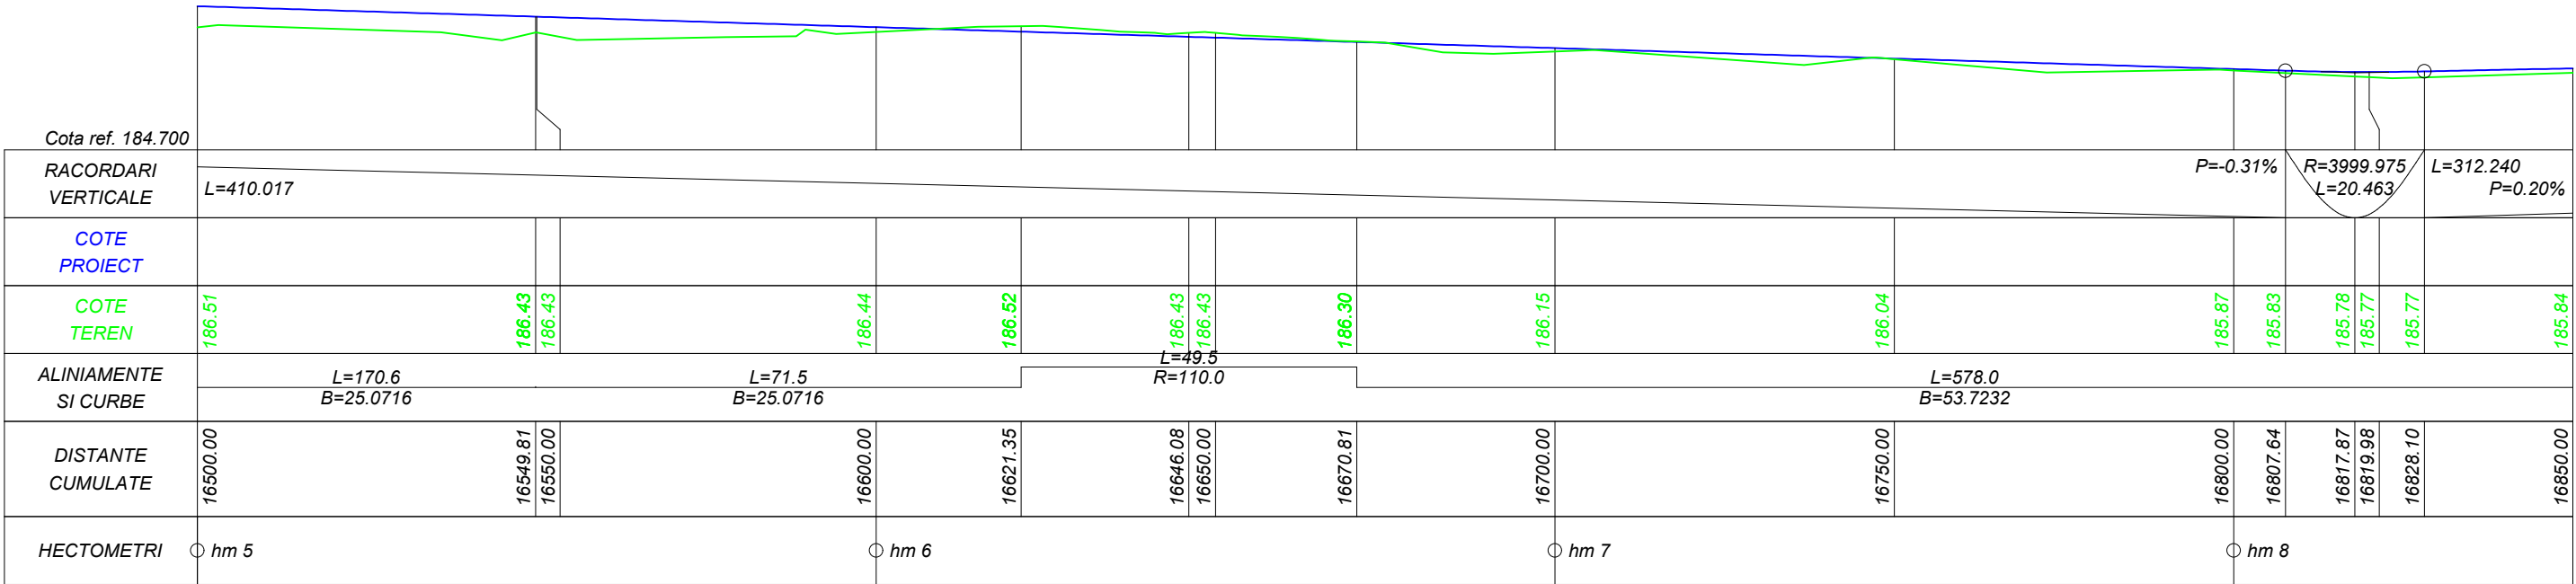 Cota ref. 184.700
RACORDARI
VERTICALE
L=410.017
P=-0.31%
R=3999.975
L=20.463
L=312.240
P=0.20%
COTE
PROIECT
COTE
TEREN
186.51
186.43
186.43
186.44
186.52
186.43
186.43
186.30
186.15
186.04
185.87
185.83
185.78
185.77
185.77
185.84
ALINIAMENTE
SI CURBE
L=170.6
B=25.0716
L=71.5
B=25.0716
L=49.5
R=110.0
L=578.0
B=53.7232
DISTANTE
CUMULATE
16500.00
16549.81
16550.00
16600.00
16621.35
16646.08
16650.00
16670.81
16700.00
16750.00
16800.00
16807.64
16817.87
16819.98
16828.10
16850.00
HECTOMETRI
hm 5
hm 6
hm 7
hm 8